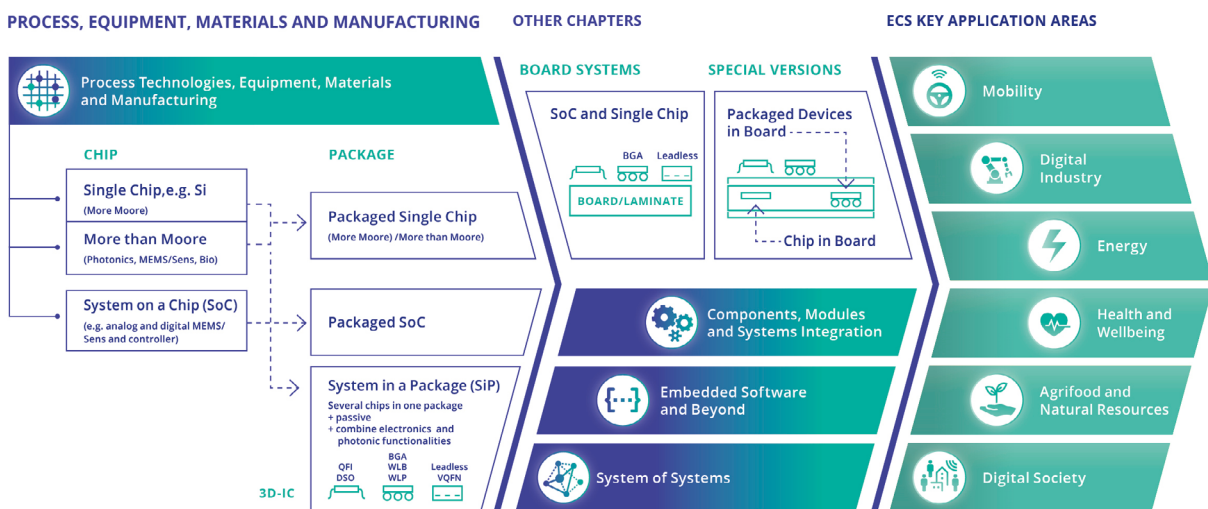 PROCESS, EQUIPMENT, MATERIALS AND MANUFACTURING
Process Technologies, Equipment, Materials
and Manufacturing
CHIP
Single Chip,e.g. Si
(More Moore)
More than Moore
(Photonics, MEMS/Sens, Bio)
System on a Chip (SoC)
(e.g. analog and digital MEMS/
Sens and controller)
PACKAGE
Packaged Single Chip
(More Moore) /More than Moore)
Packaged SoC
System in a Package (SiP)
Several chips in one package
+ passive
+ combine electronics and
photonic functionalities
QFI
DSO
BGA
WLB
WLP
Leadless
VQFN
3D-IC
OTHER CHAPTERS
BOARD SYSTEMS
SoC and Single Chip
BGA
Leadless
BOARD/LAMINATE
SPECIAL VERSIONS
Packaged Devices
in Board
Chip in Board
Components, Modules
and Systems Integration
Embedded Software
and Beyond
System of Systems
ECS KEY APPLICATION AREAS
Mobility
Digital
Industry
Energy
Health and
Wellbeing
Agrifood and
Natural Resources
Digital Society